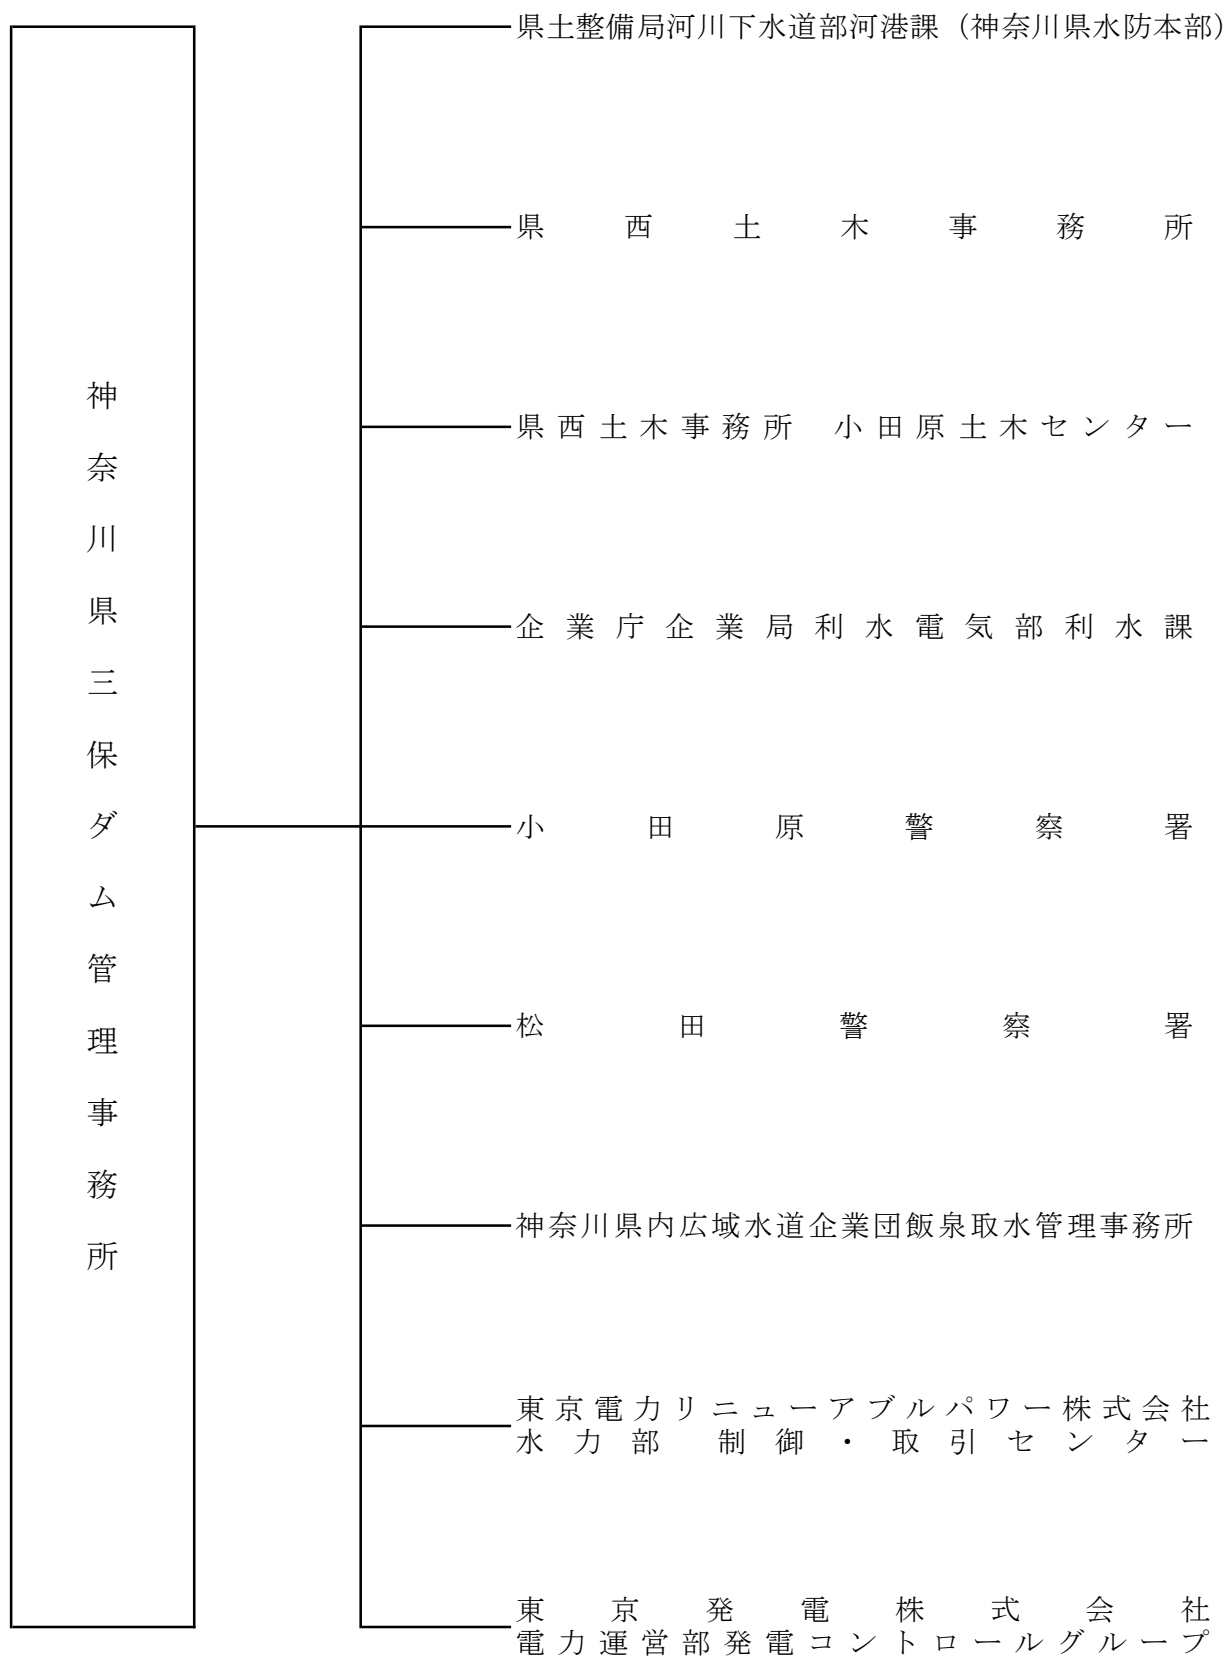 神奈川県三保ダム管理事務所
県土整備局河川下水道部河港課（神奈川県水防本部）
県西土木事務所
県西土木事務所 小田原土木センター
企業庁企業局利水電気部利水課
小田原警察署
松田警察署
神奈川県内広域水道企業団飯泉取水管理事務所
東京電力リニューアブルパワー株式会社
水力部 制御・取引センター
東京発電株式会社
電力運営部発電コントロールグループ